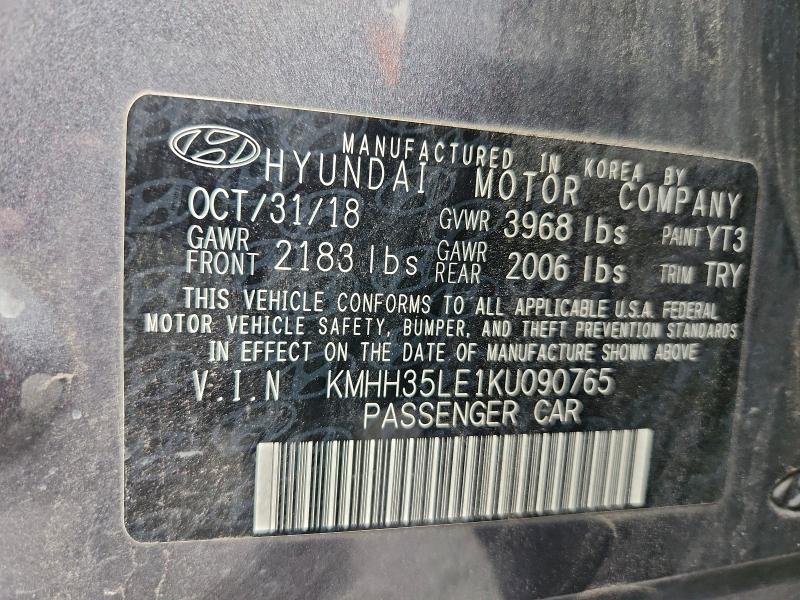 MANUFACTURED IN KOREA BY
HYUNDAI MOTOR COMPANY
OCT/31/18 GVWR 3968 lbs PAINT YT3
GAWR FRONT 2183 lbs GAWR REAR 2006 lbs TRIM TRY
THIS VEHICLE CONFORMS TO ALL APPLICABLE U.S.A. FEDERAL
MOTOR VEHICLE SAFETY, BUMPER, AND THEFT PREVENTION STANDARDS
IN EFFECT ON THE DATE OF MANUFACTURE SHOWN ABOVE
V.I.N KMHH35LE1KU090765
PASSENGER CAR